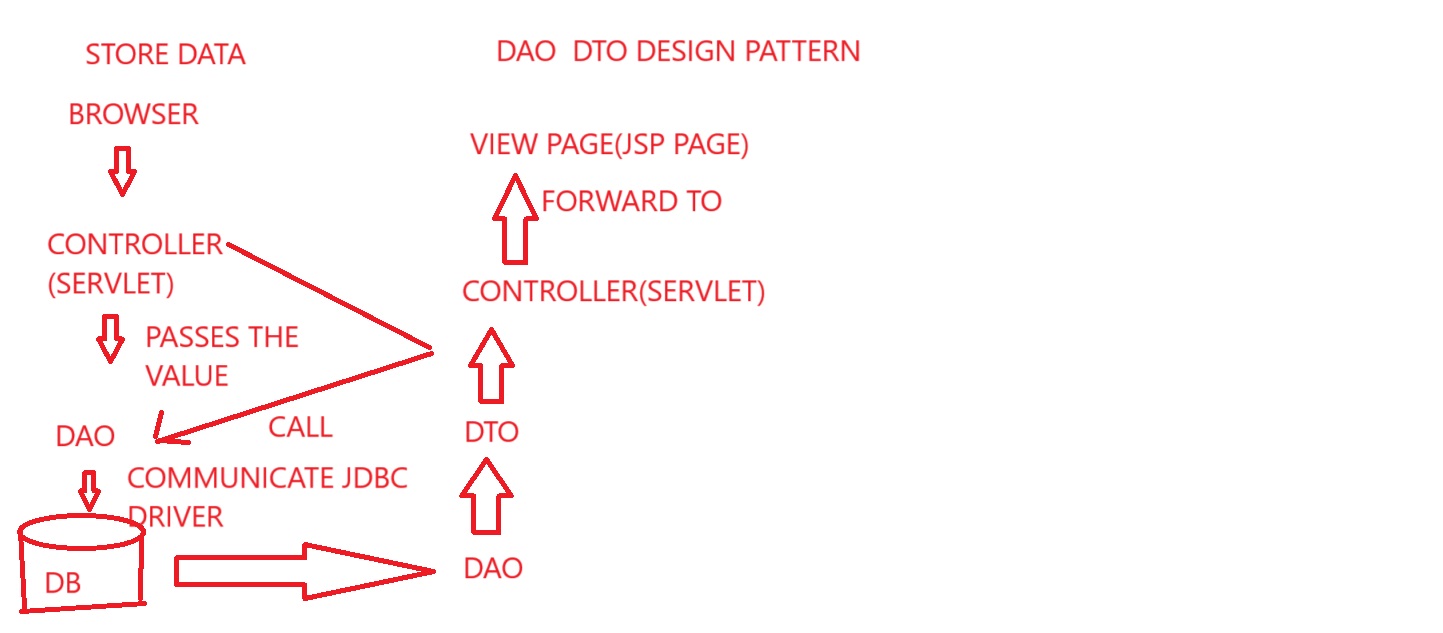 STORE DATA
BROWSER
CONTROLLER
(SERVLET)
PASSES THE
VALUE
DAO
CALL
COMMUNICATE JDBC
DRIVER
DB
DAO DTO DESIGN PATTERN
VIEW PAGE(JSP PAGE)
FORWARD TO
CONTROLLER(SERVLET)
DTO
DAO